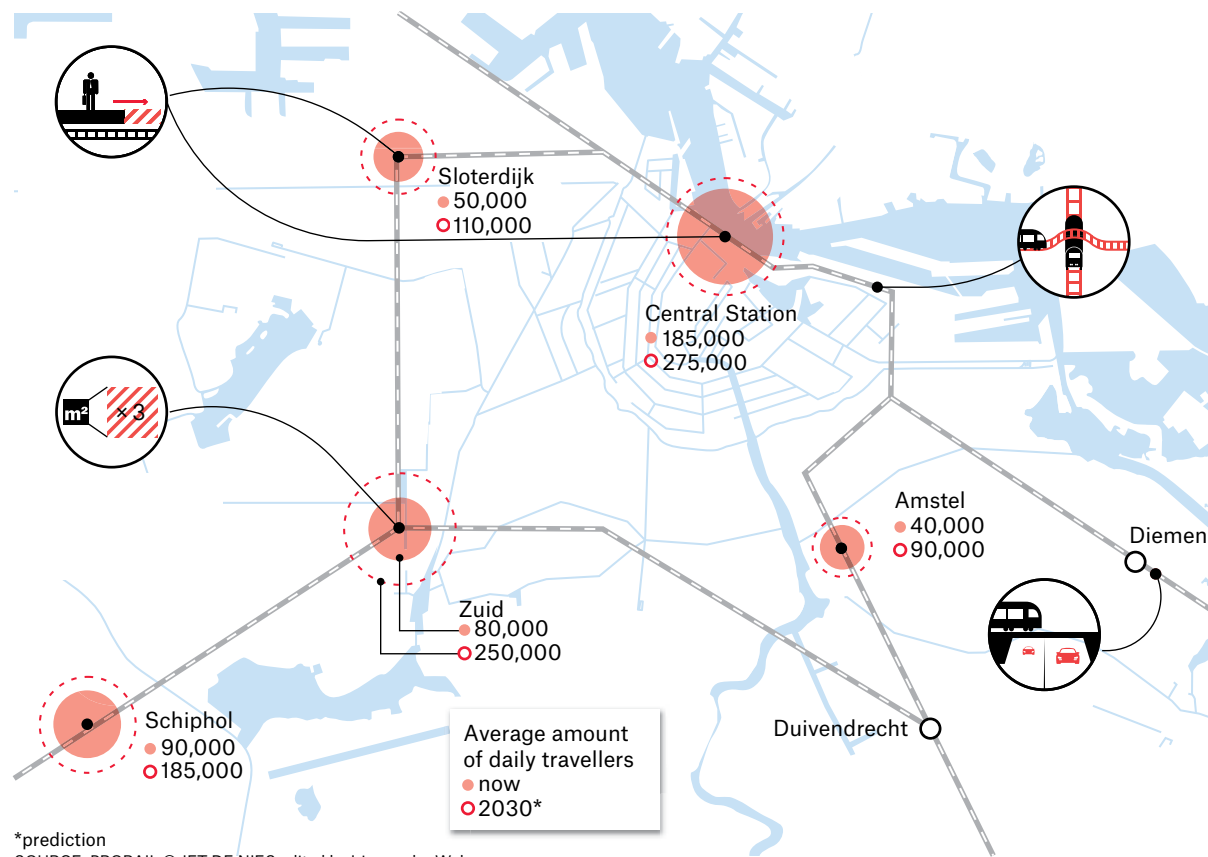 Sloterdijk
50,000
110,000
Central Station
185,000
275,000
m²
× 3
Amstel
40,000
90,000
Diemen
Zuid
80,000
250,000
Schiphol
90,000
185,000
Duivendrecht
Average amount
of daily travellers
now
2030*
*prediction